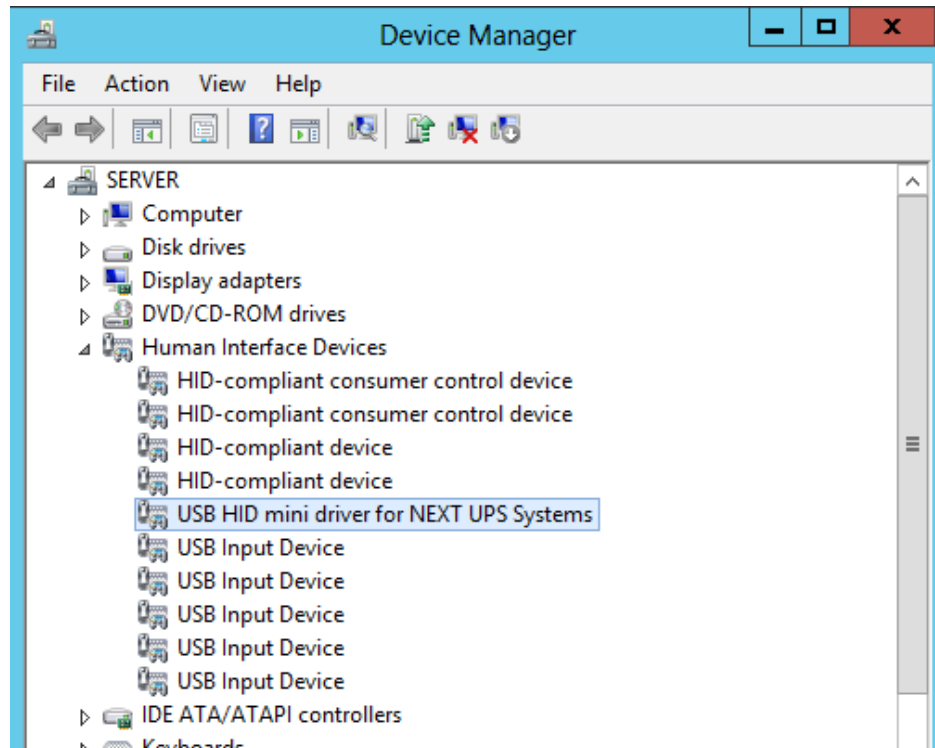 Device Manager
File Action View Help
SERVER
Computer
Disk drives
Display adapters
DVD/CD-ROM drives
Human Interface Devices
HID-compliant consumer control device
HID-compliant consumer control device
HID-compliant device
HID-compliant device
USB HID mini driver for NEXT UPS Systems
USB Input Device
USB Input Device
USB Input Device
USB Input Device
USB Input Device
IDE ATA/ATAPI controllers
Keyboards